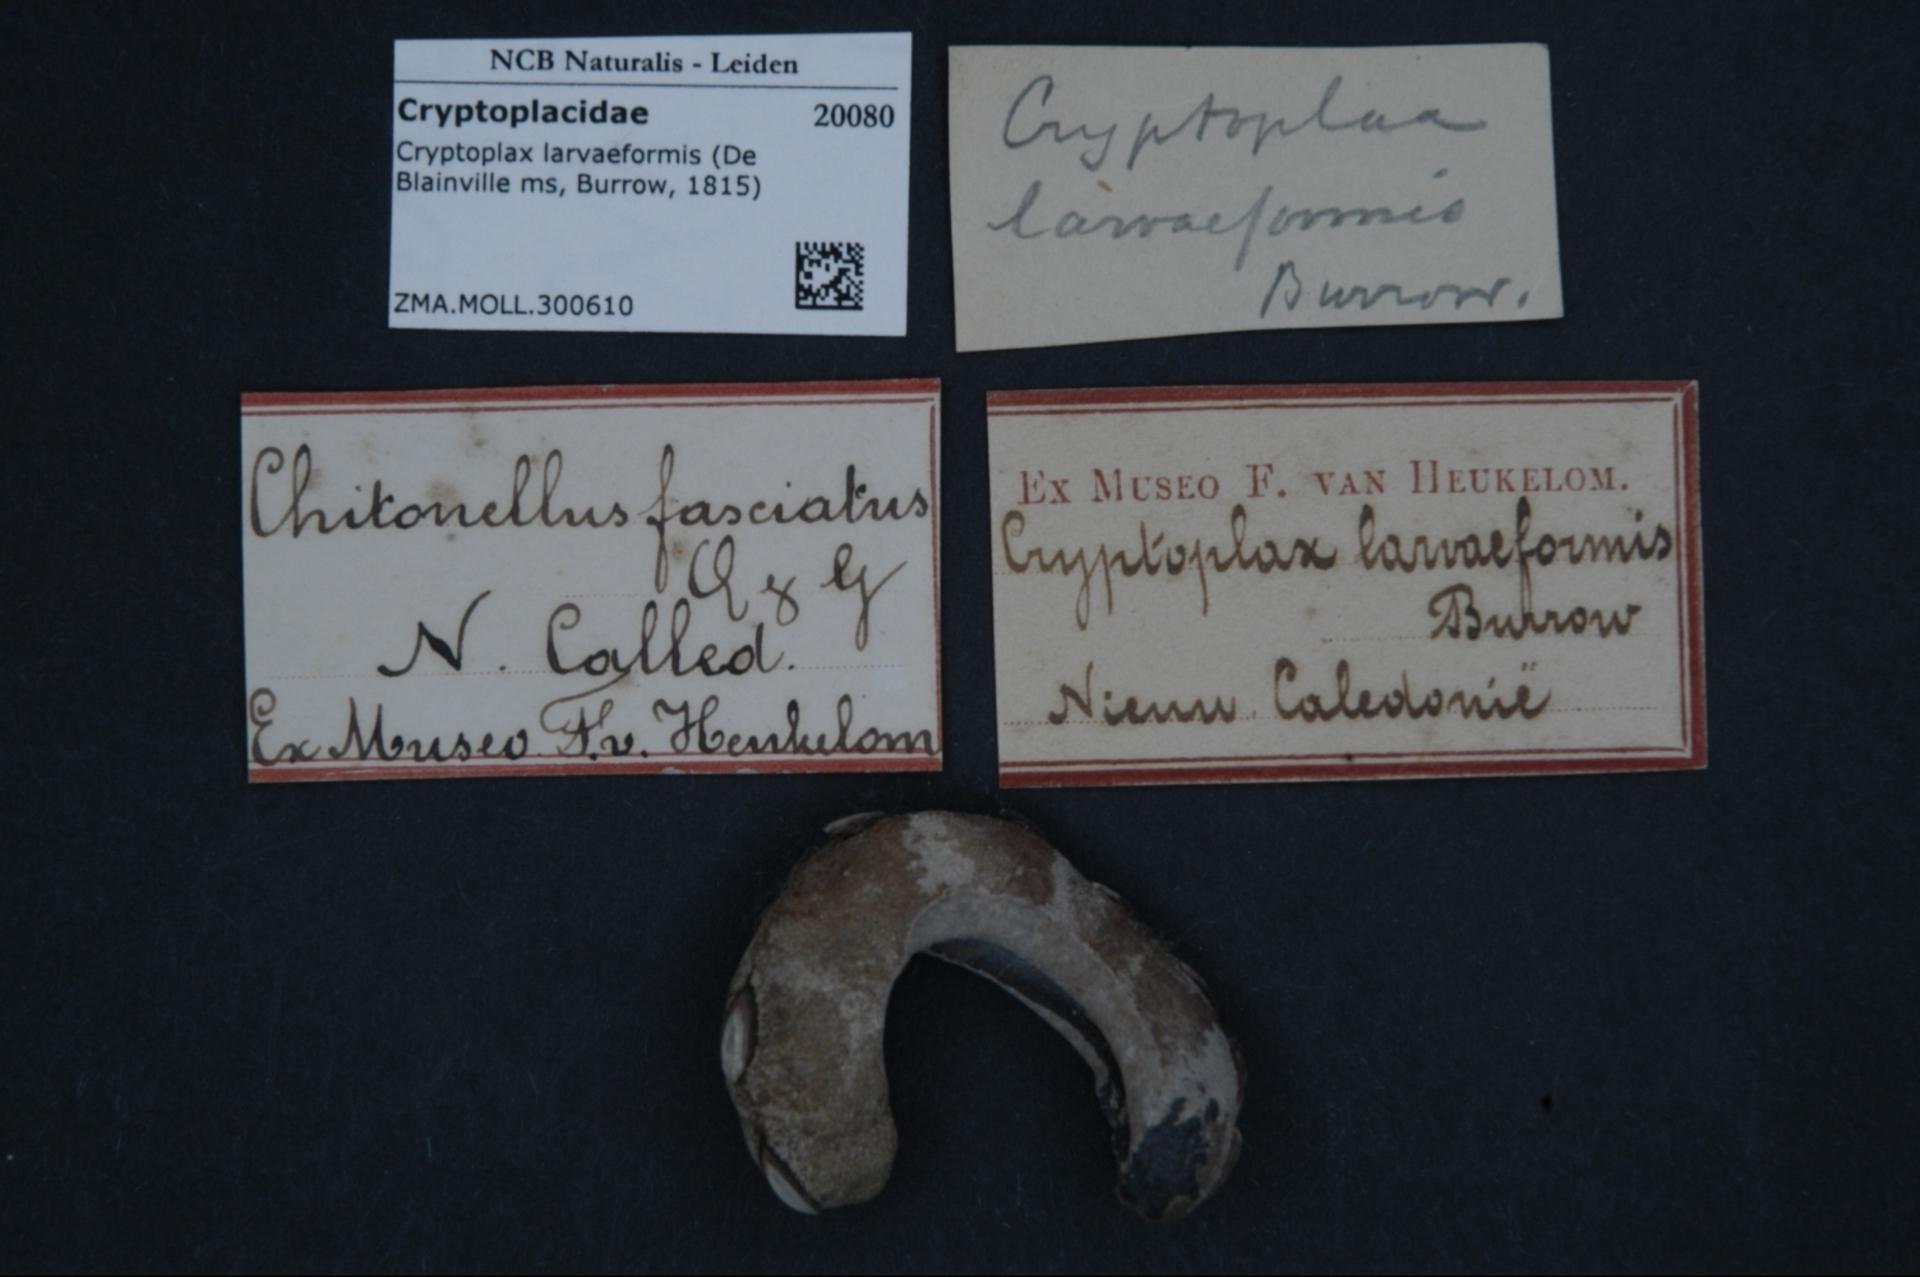 NCB Naturalis - Leiden
Cryptoplacidae 20080
Cryptoplax larvaeformis (De
Blainville ms, Burrow, 1815)
ZMA.MOLL.300610
Cryptoplax
larvaeformis
Burrow.
Chitonellus fasciatus
Q & G
N. Called.
Ex Museo F. v. Heukelom
EX MUSEO F. VAN HEUKELOM.
Cryptoplax larvaeformis
Burrow
Nieuw. Caledonië